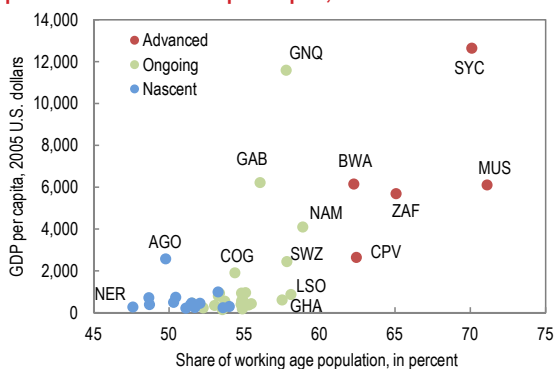 14,000
12,000
10,000
8,000
6,000
4,000
2,000
0
GDP per capita, 2005 U.S. dollars
Advanced
Ongoing
Nascent
GNQ
SYC
GAB
BWA
MUS
NAM
ZAF
AGO
COG
SWZ
CPV
NER
LSO
GHA
45 50 55 60 65 70 75
Share of working age population, in percent